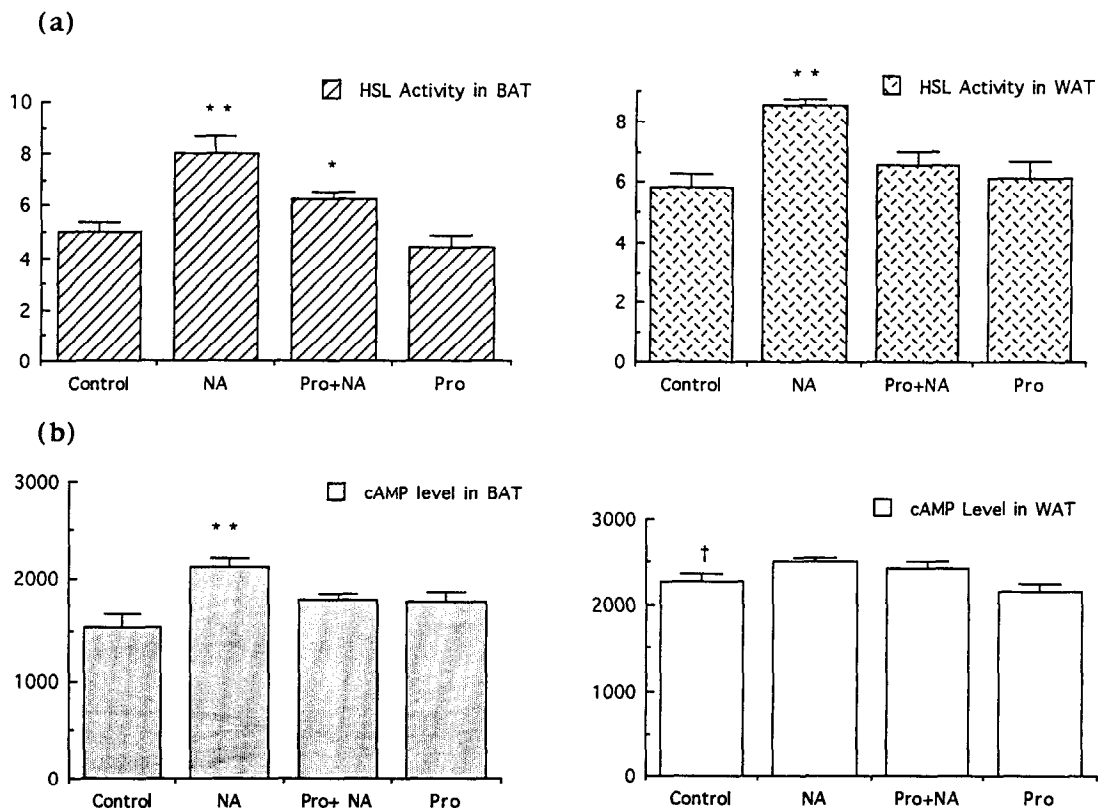 (a)
HSL Activity in BAT
10
8
6
4
2
0
* *
*
Control NA Pro+NA Pro
HSL Activity in WAT
8
6
4
2
0
* *
Control NA Pro+NA Pro
(b)
cAMP level in BAT
3000
2000
1000
0
* *
Control NA Pro+ NA Pro
cAMP Level in WAT
3000
2000
1000
0
†
Control NA Pro+NA Pro